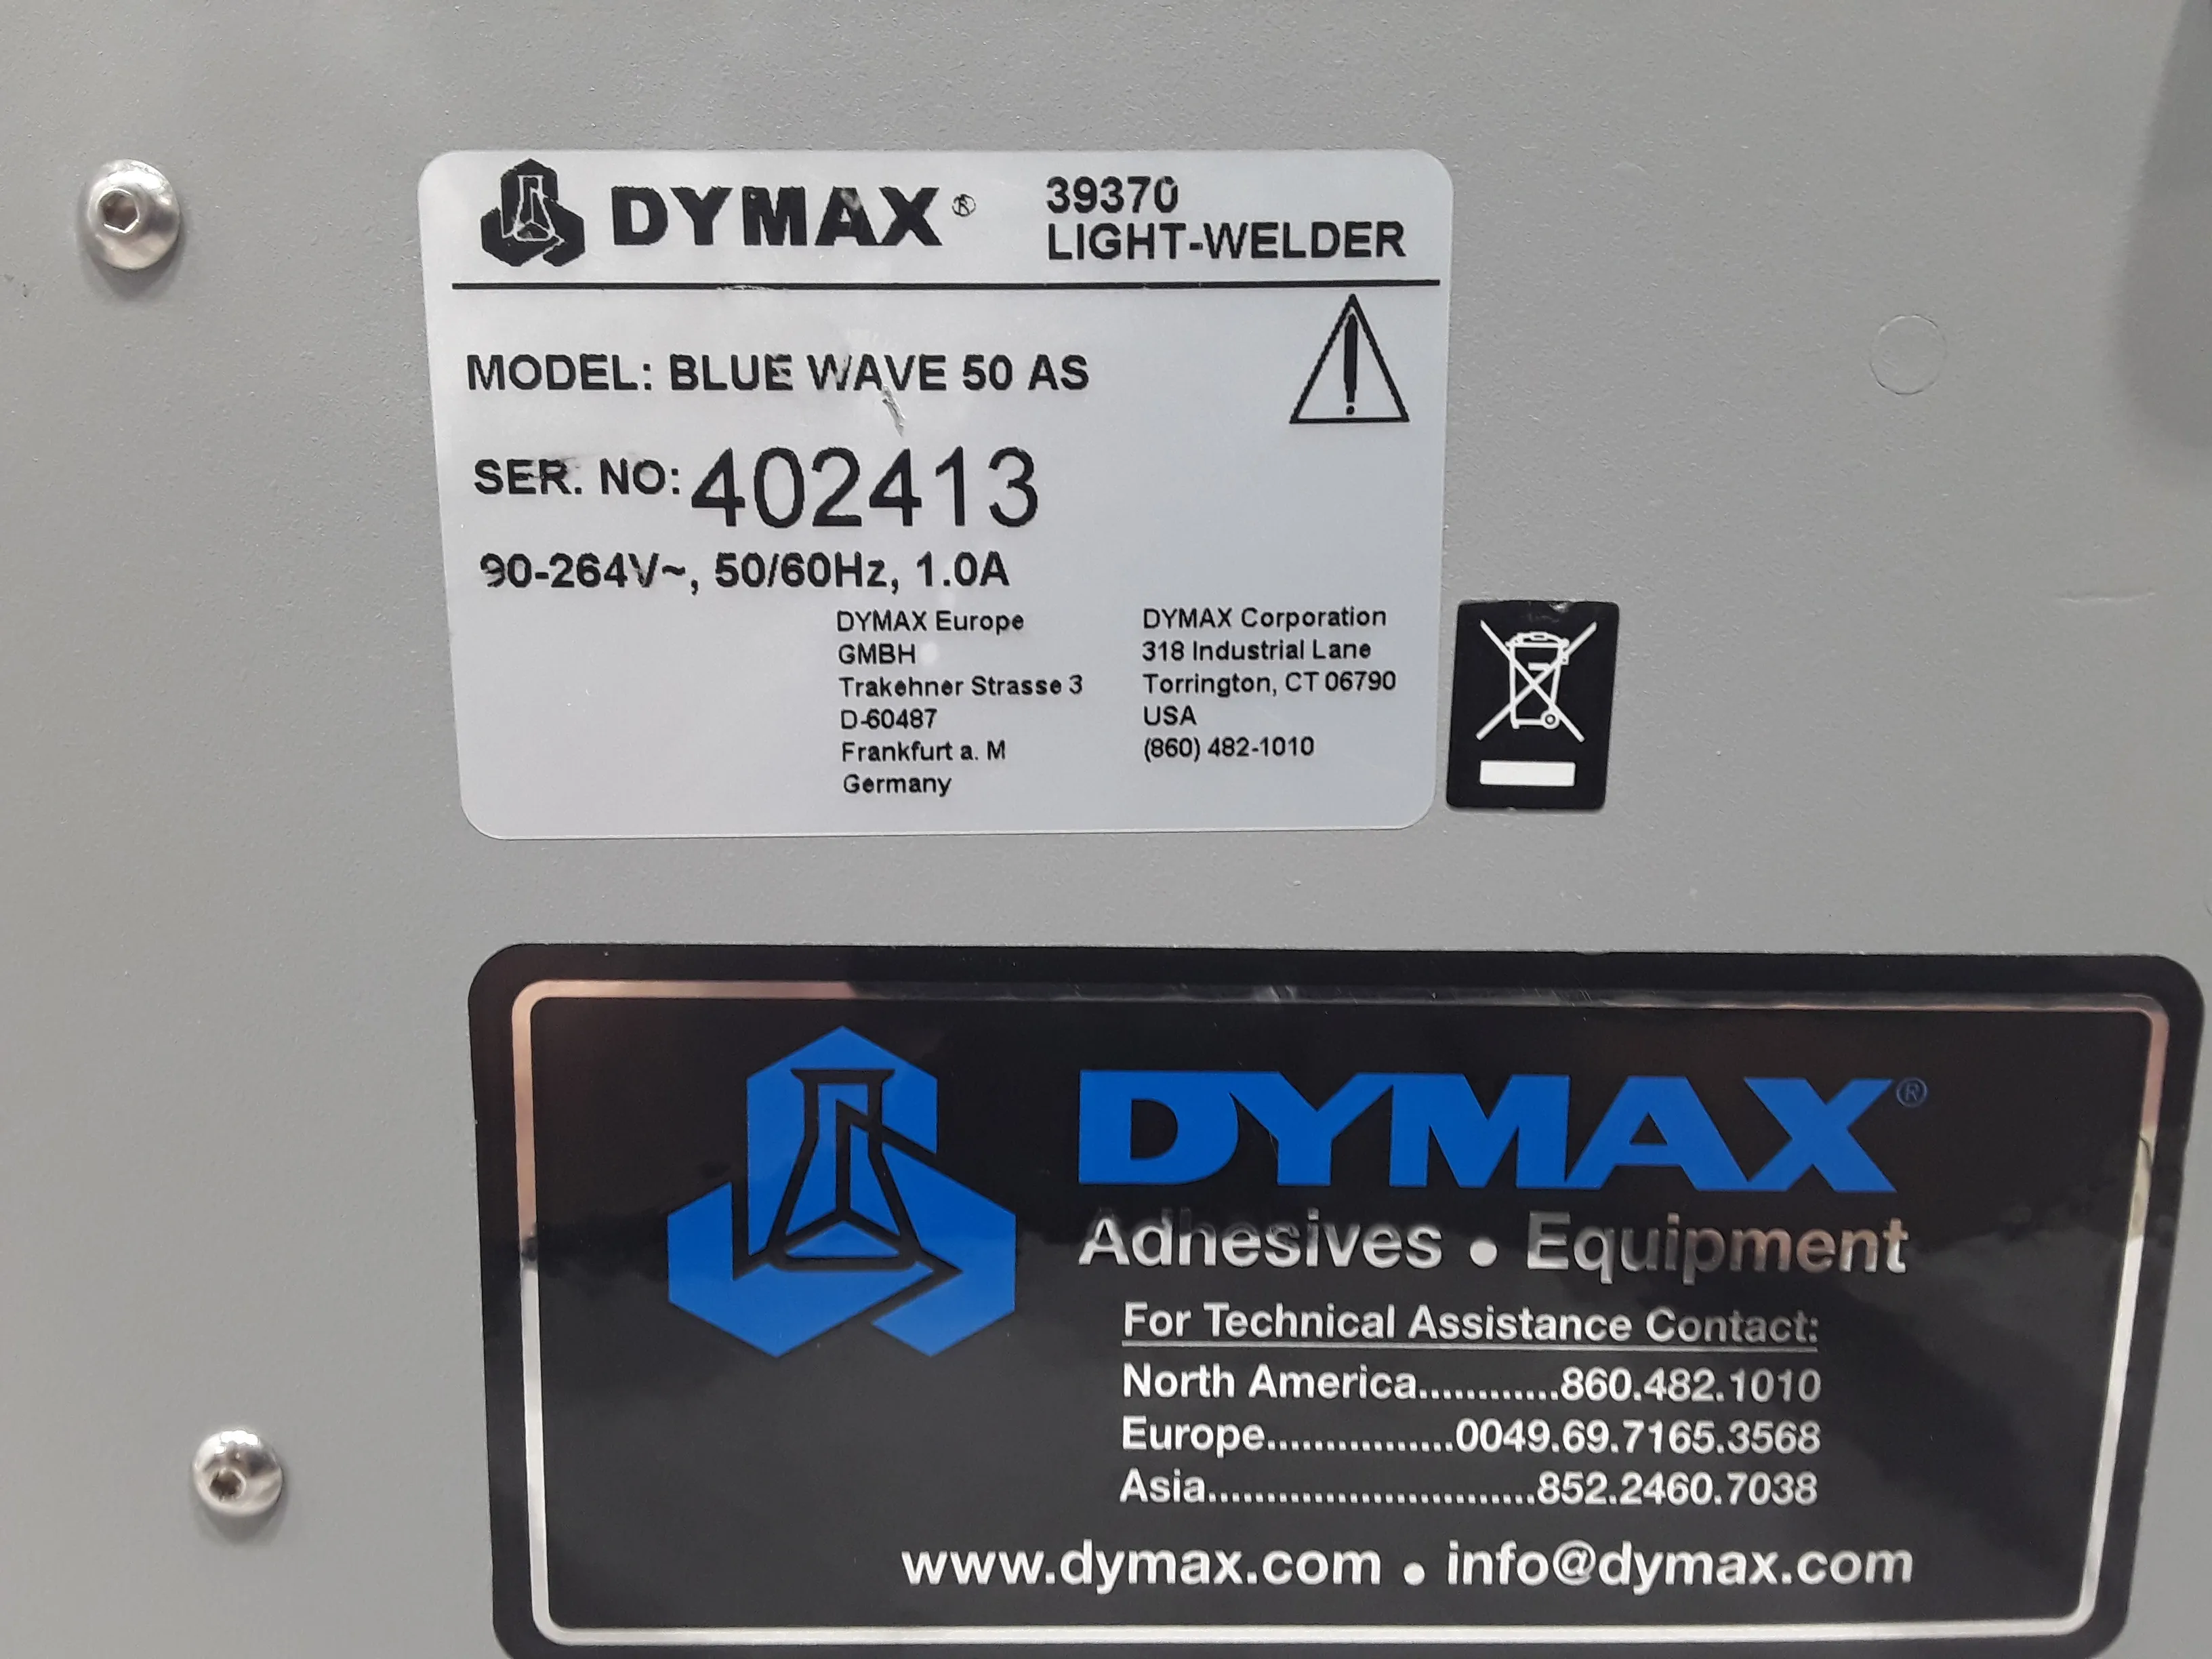 DYMAX®
39370
LIGHT-WELDER
MODEL: BLUE WAVE 50 AS
SER. NO: 402413
90-264V~, 50/60Hz, 1.0A
DYMAX Europe
GMBH
Trakehner Strasse 3
D-60487
Frankfurt a. M
Germany
DYMAX Corporation
318 Industrial Lane
Torrington, CT 06790
USA
(860) 482-1010
DYMAX®
Adhesives • Equipment
For Technical Assistance Contact:
North America............860.482.1010
Europe................0049.69.7165.3568
Asia............................852.2460.7038
www.dymax.com • info@dymax.com